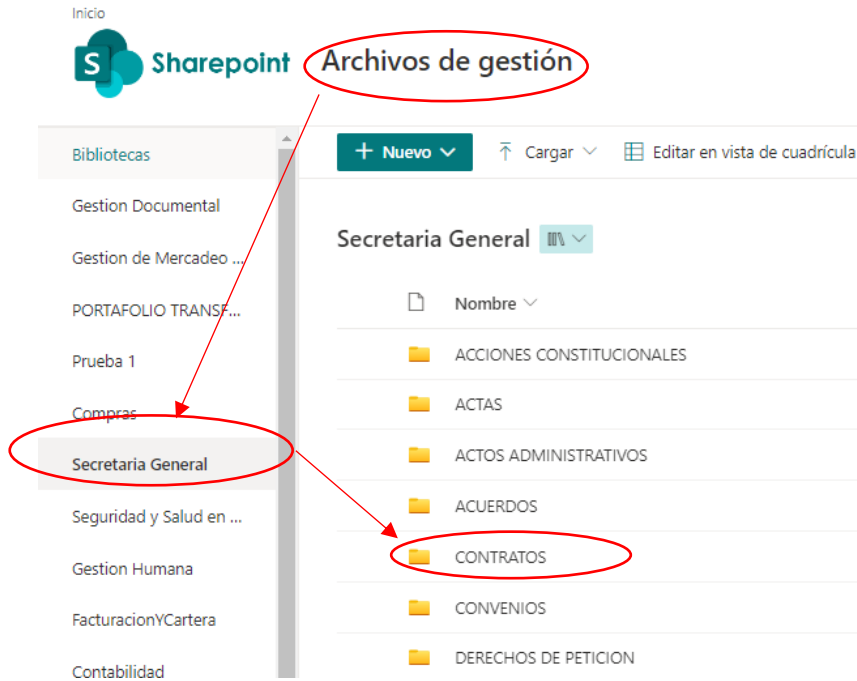 Inicio
S Sharepoint Archivos de gestión
Bibliotecas
Gestion Documental
Gestion de Mercadeo ...
PORTAFOLIO TRANSF...
Prueba 1
Compras
Secretaria General
Seguridad y Salud en ...
Gestion Humana
FacturacionYCartera
Contabilidad
+ Nuevo Cargar Editar en vista de cuadrícula
Secretaria General
Nombre
ACCIONES CONSTITUCIONALES
ACTAS
ACTOS ADMINISTRATIVOS
ACUERDOS
CONTRATOS
CONVENIOS
DERECHOS DE PETICION